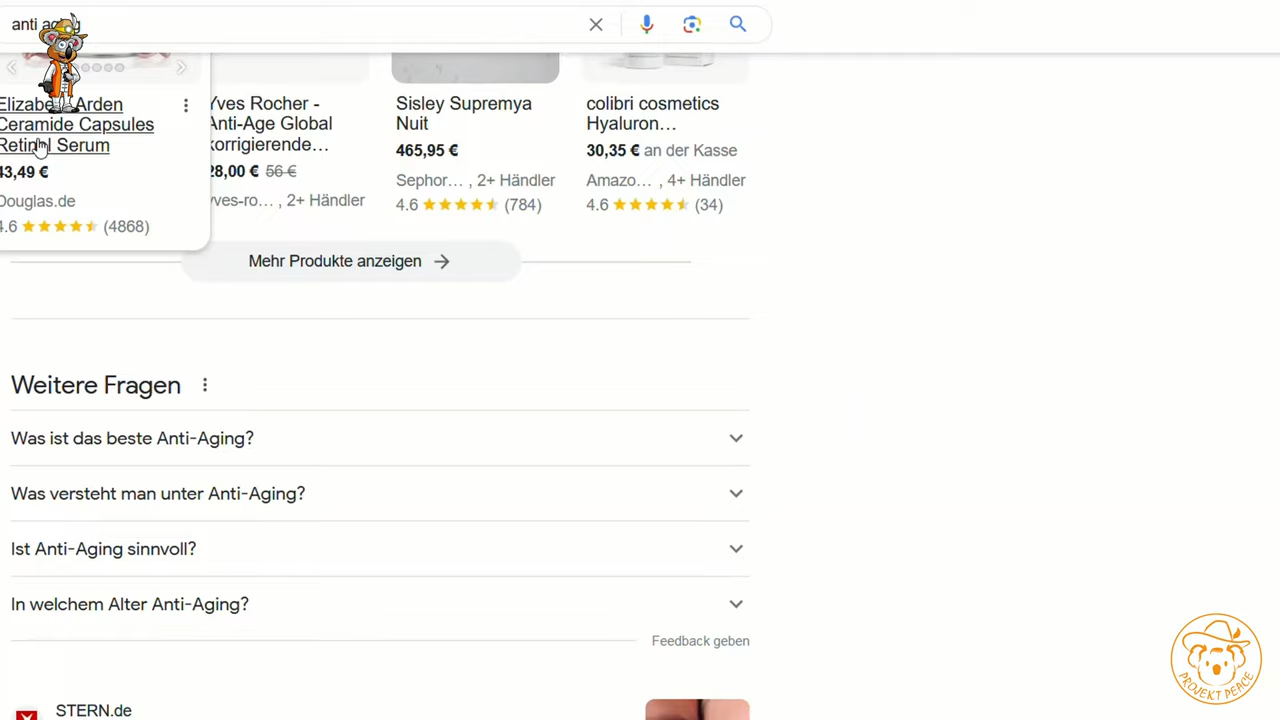 anti aging
Elizabeth Arden
Ceramide Capsules
Retinol Serum
43,49 €
Douglas.de
4.6 (4868)
Yves Rocher -
Anti-Age Global
korrigierende…
28,00 € 56 €
yves-ro… , 2+ Händler
Sisley Supremya
Nuit
465,95 €
Sephor… , 2+ Händler
4.6 (784)
colibri cosmetics
Hyaluron…
30,35 € an der Kasse
Amazo… , 4+ Händler
4.6 (34)
Mehr Produkte anzeigen
Weitere Fragen
Was ist das beste Anti-Aging?
Was versteht man unter Anti-Aging?
Ist Anti-Aging sinnvoll?
In welchem Alter Anti-Aging?
Feedback geben
STERN.de
PROJEKT PEACE